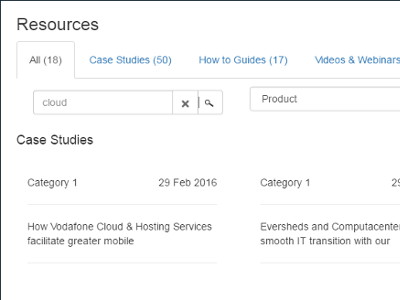 Resources
All (18) Case Studies (50) How to Guides (17) Videos & Webinars
cloud Product
Case Studies
Category 1 29 Feb 2016 Category 1 29
How Vodafone Cloud & Hosting Services Eversheds and Computacenter
facilitate greater mobile smooth IT transition with our